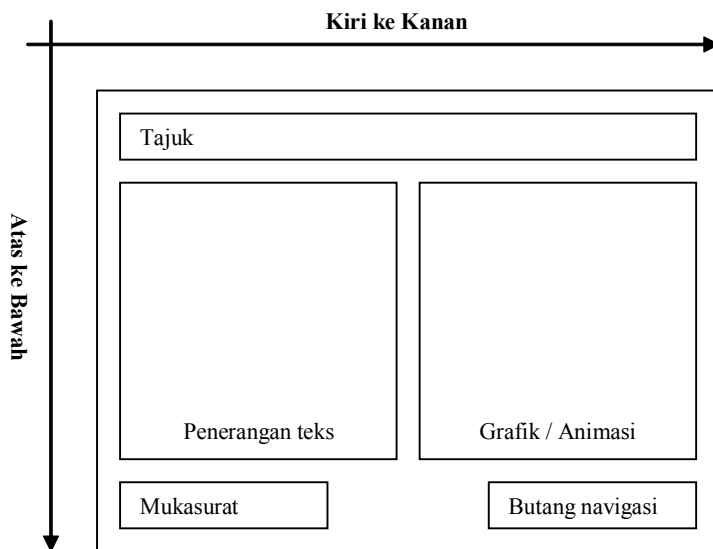 Kiri ke Kanan
Atas ke Bawah
Tajuk
Penerangan teks
Grafik / Animasi
Mukasurat
Butang navigasi